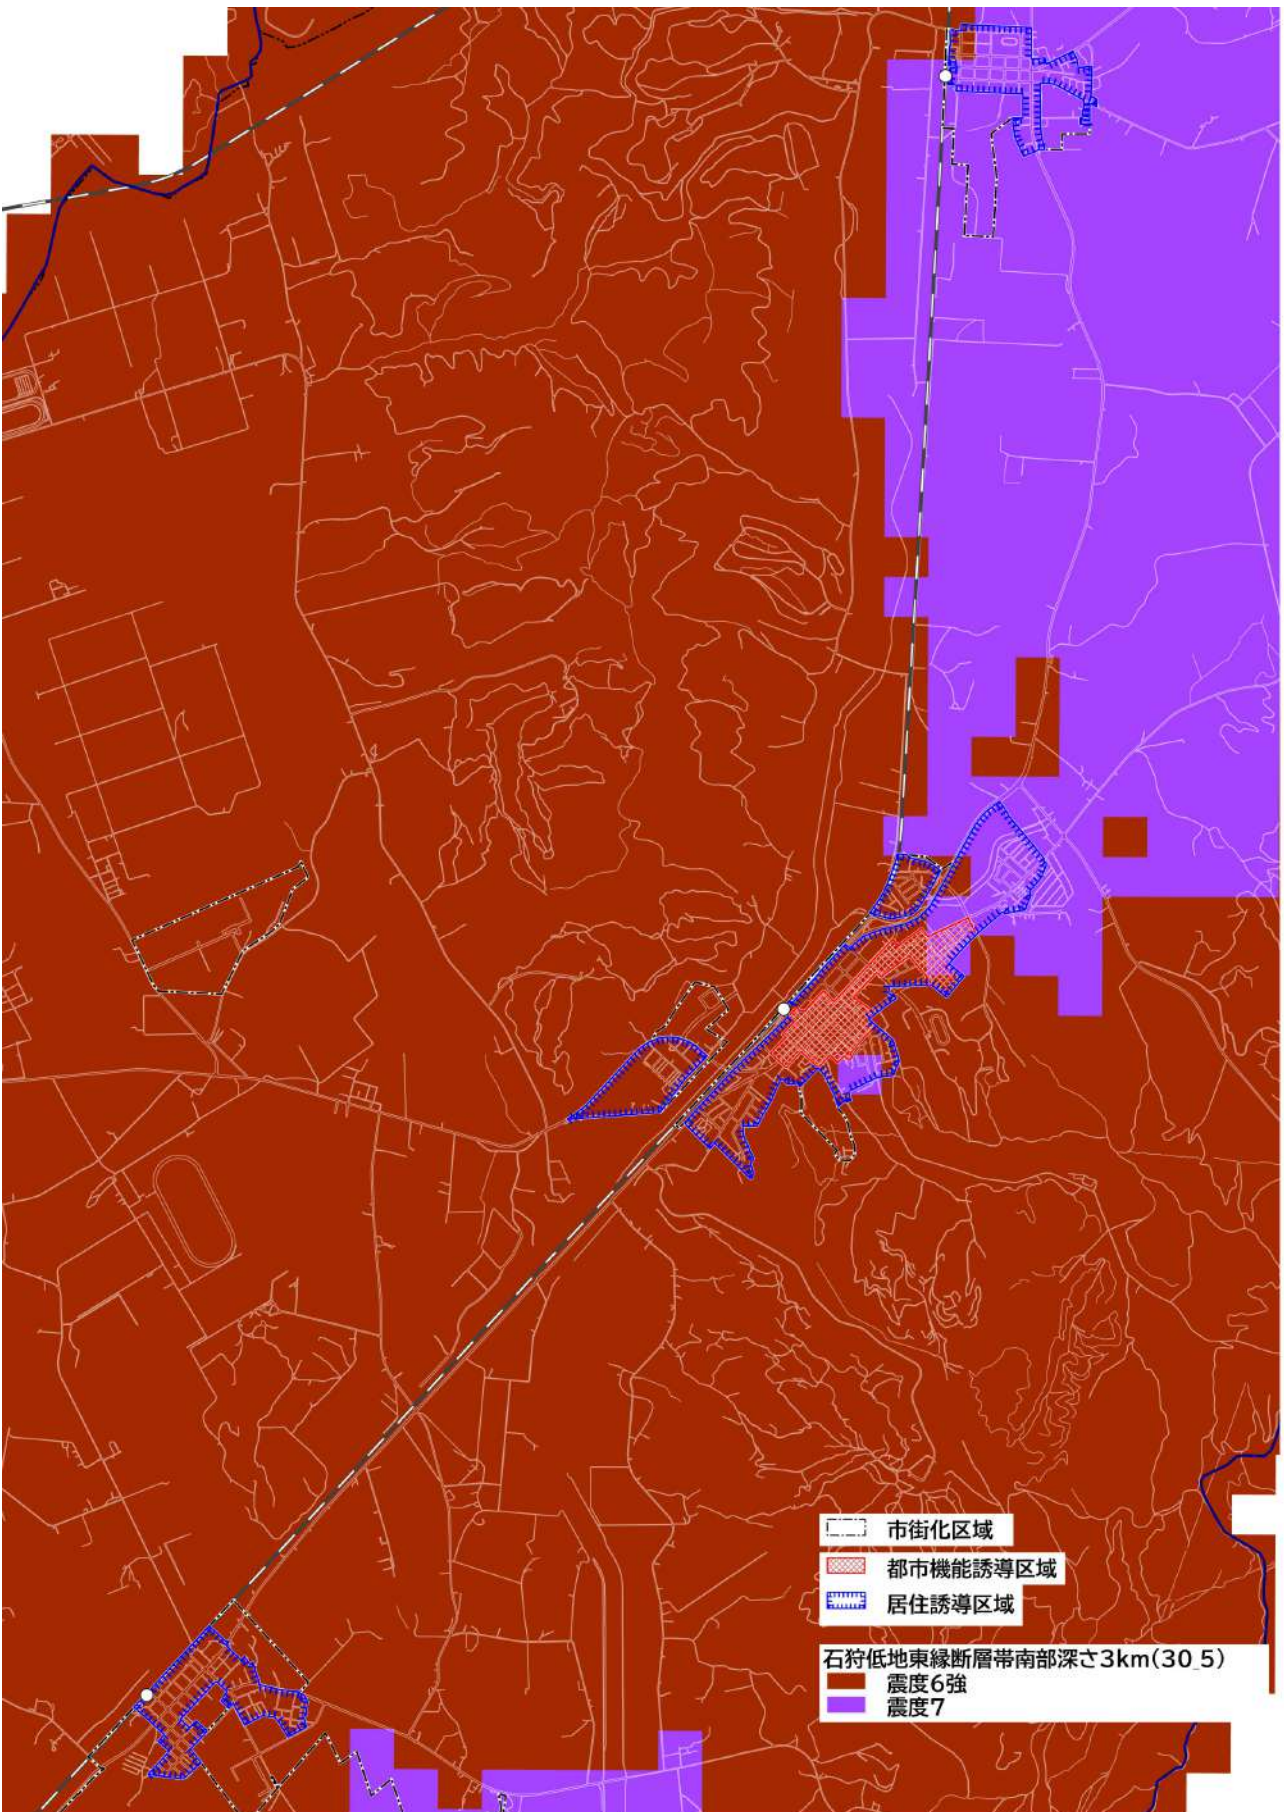 市街化区域
都市機能誘導区域
居住誘導区域
石狩低地東縁断層帯南部深さ3km(30_5)
震度6強
震度7